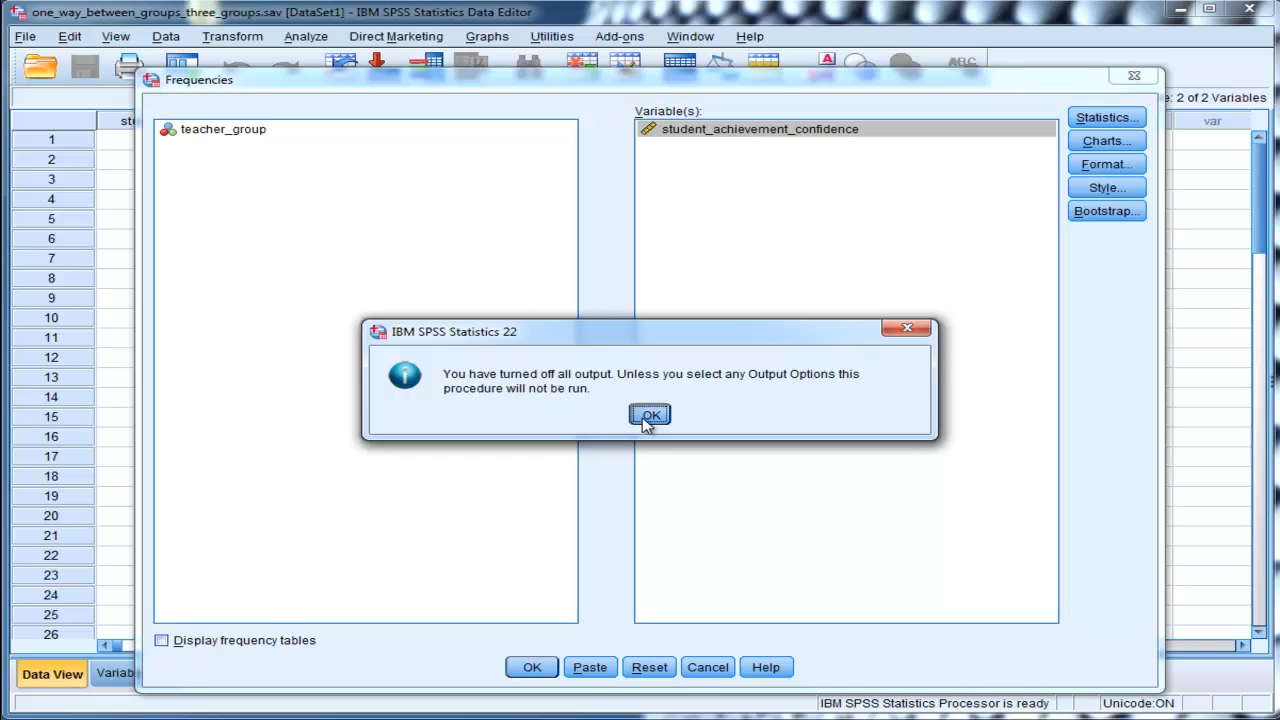 one_way_between_groups_three_groups.sav [DataSet1] - IBM SPSS Statistics Data Editor
File Edit View Data Transform Analyze Direct Marketing Graphs Utilities Add-ons Window Help
Frequencies
e: 2 of 2 Variables
Variable(s):
teacher_group
student_achievement_confidence
Statistics...
Charts...
Format...
Style...
Bootstrap...
stu
var
1
2
3
4
5
6
7
8
9
10
11
12
13
14
15
16
17
18
19
20
21
22
23
24
25
26
IBM SPSS Statistics 22
You have turned off all output. Unless you select any Output Options this
procedure will not be run.
OK
Display frequency tables
OK Paste Reset Cancel Help
Data View Variab
IBM SPSS Statistics Processor is ready Unicode:ON